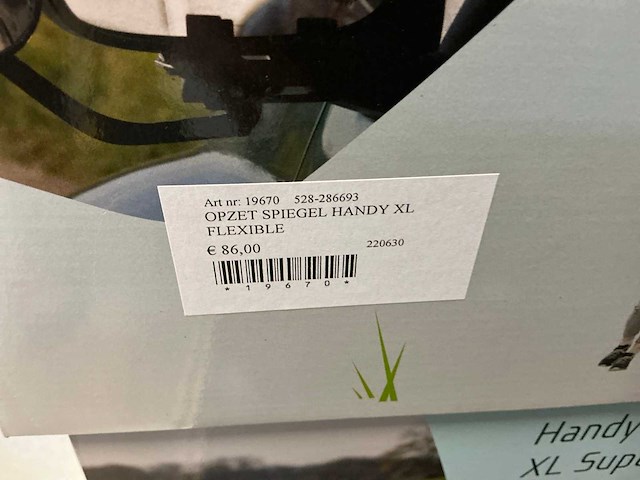 Art nr: 19670 528-286693
OPZET SPIEGEL HANDY XL
FLEXIBLE
€ 86,00 220630
* 1 9 6 7 0 *
Handy
XL